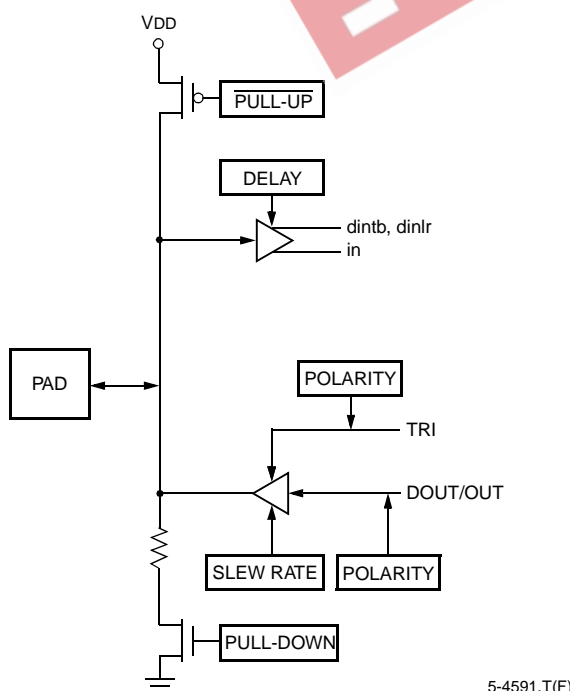 VDD
PULL-UP
DELAY
dintb, dinlr
in
PAD
POLARITY
TRI
DOUT/OUT
SLEW RATE
POLARITY
PULL-DOWN
5-4591.T(F)